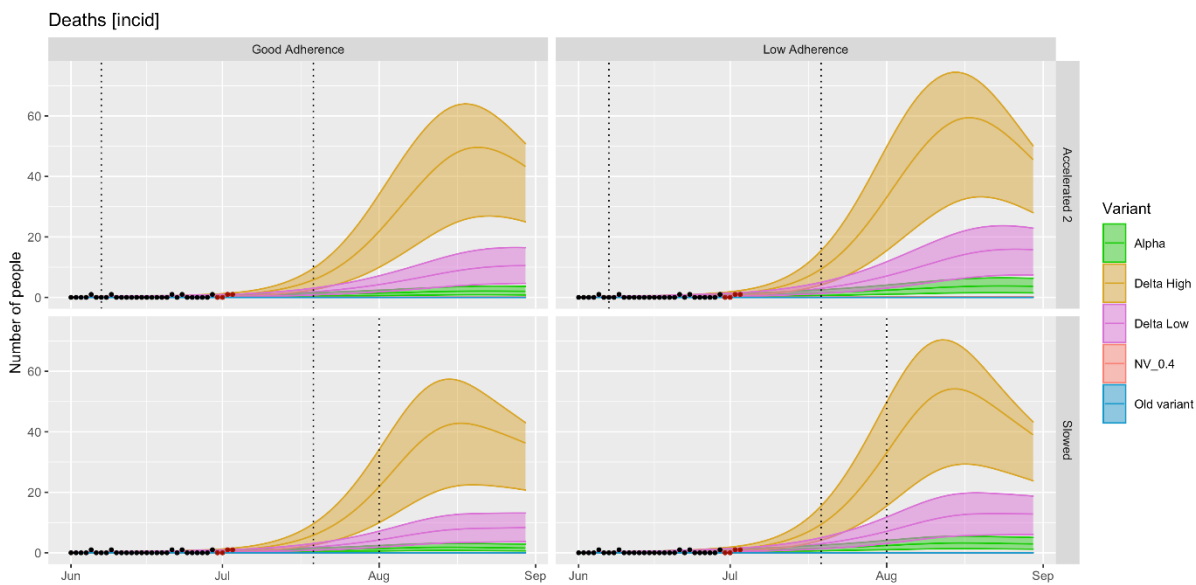 Deaths [incid]
Good Adherence
Low Adherence
Number of people
60
40
20
0
Accelerated 2
60
40
20
0
Slowed
Jun
Jul
Aug
Sep
Jun
Jul
Aug
Sep
Variant
Alpha
Delta High
Delta Low
NV_0.4
Old variant